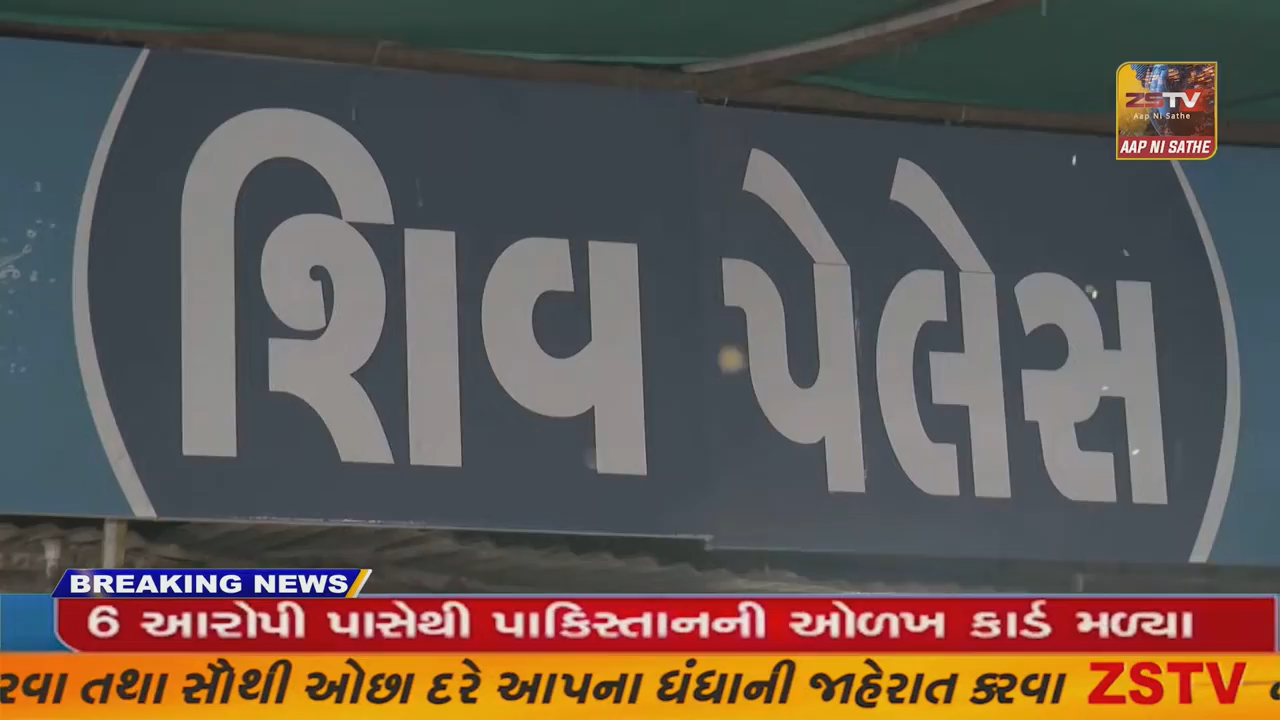 શિવ પેલેસ
ZSTV
Aap Ni Sathe
AAP NI SATHE
BREAKING NEWS
6 આરોપી પાસેથી પાકિસ્તાનની ઓળખ કાર્ડ મળ્યા
રવા તથા સૌથી ઓછા દરે આપના ધંધાની જાહેરાત કરવા ZSTV